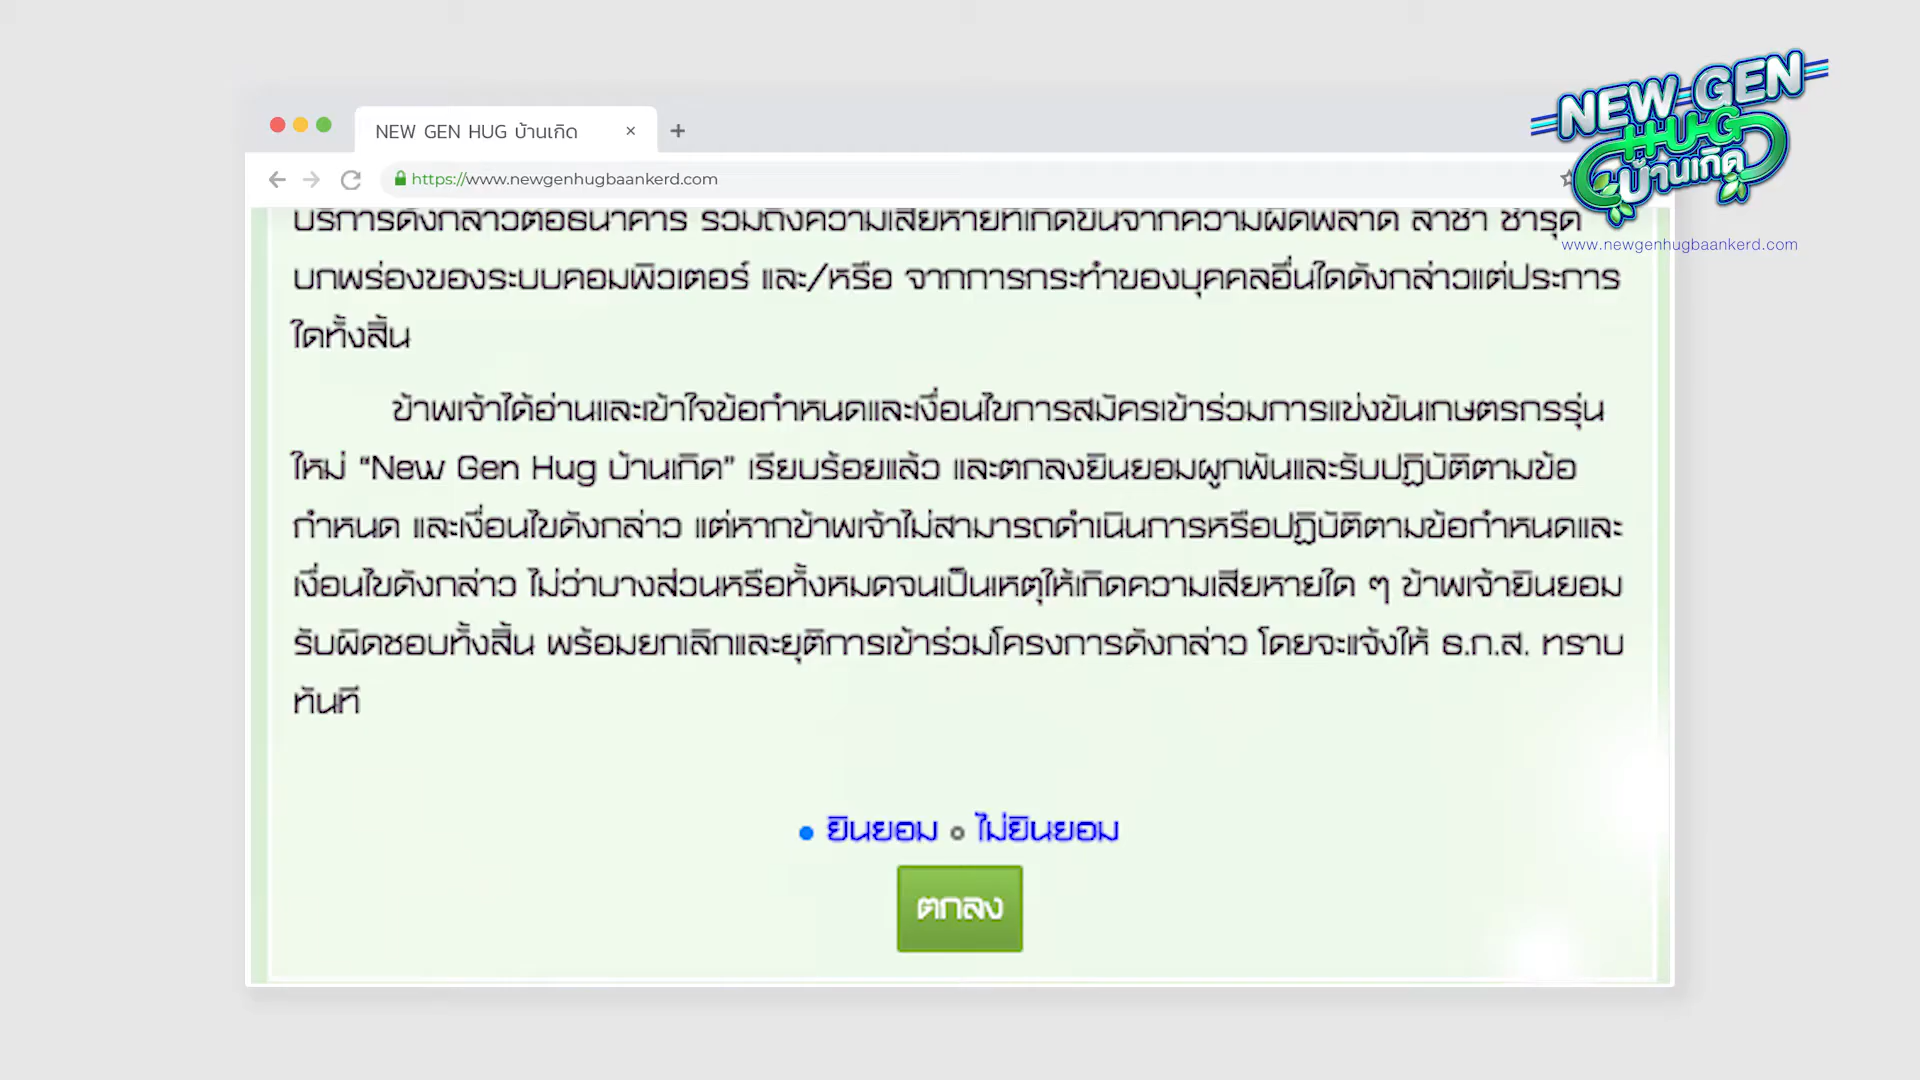 NEW GEN HUG บ้านเกิด
https://www.newgenhugbaankerd.com
NEW GEN
HUG
บ้านเกิด
www.newgenhugbaankerd.com
บริการดังกล่าวต่อธนาคาร รวมถึงความเสียหายที่เกิดขึ้นจากความผิดพลาด ล่าช้า ชำรุด
บกพร่องของระบบคอมพิวเตอร์ และ/หรือ จากการกระทำของบุคคลอื่นใดดังกล่าวแต่ประการ
ใดทั้งสิ้น
ข้าพเจ้าได้อ่านและเข้าใจข้อกำหนดและเงื่อนไขการสมัครเข้าร่วมการแข่งขันเกษตรกรรุ่น
ใหม่ “New Gen Hug บ้านเกิด” เรียบร้อยแล้ว และตกลงยินยอมผูกพันและรับปฏิบัติตามข้อ
กำหนด และเงื่อนไขดังกล่าว แต่หากข้าพเจ้าไม่สามารถดำเนินการหรือปฏิบัติตามข้อกำหนดและ
เงื่อนไขดังกล่าว ไม่ว่าบางส่วนหรือทั้งหมดจนเป็นเหตุให้เกิดความเสียหายใด ๆ ข้าพเจ้ายินยอม
รับผิดชอบทั้งสิ้น พร้อมยกเลิกและยุติการเข้าร่วมโครงการดังกล่าว โดยจะแจ้งให้ ธ.ก.ส. ทราบ
ทันที
ยินยอม ไม่ยินยอม
ตกลง